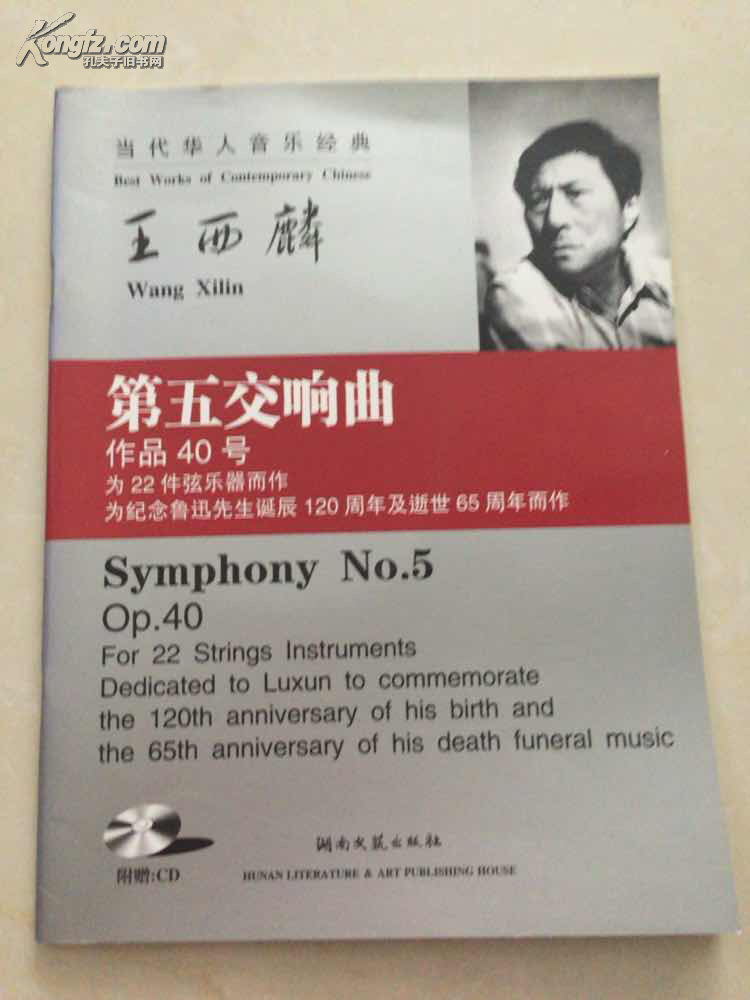 Kongfz.com
孔夫子旧书网
当代华人音乐经典
Best Works of Contemporary Chinese
王西麟
Wang Xilin
第五交响曲
作品 40 号
为 22 件弦乐器而作
为纪念鲁迅先生诞辰 120 周年及逝世 65 周年而作
Symphony No.5
Op.40
For 22 Strings Instruments
Dedicated to Luxun to commemorate
the 120th anniversary of his birth and
the 65th anniversary of his death funeral music
附赠:CD
湖南文艺出版社
HUNAN LITERATURE & ART PUBLISHING HOUSE